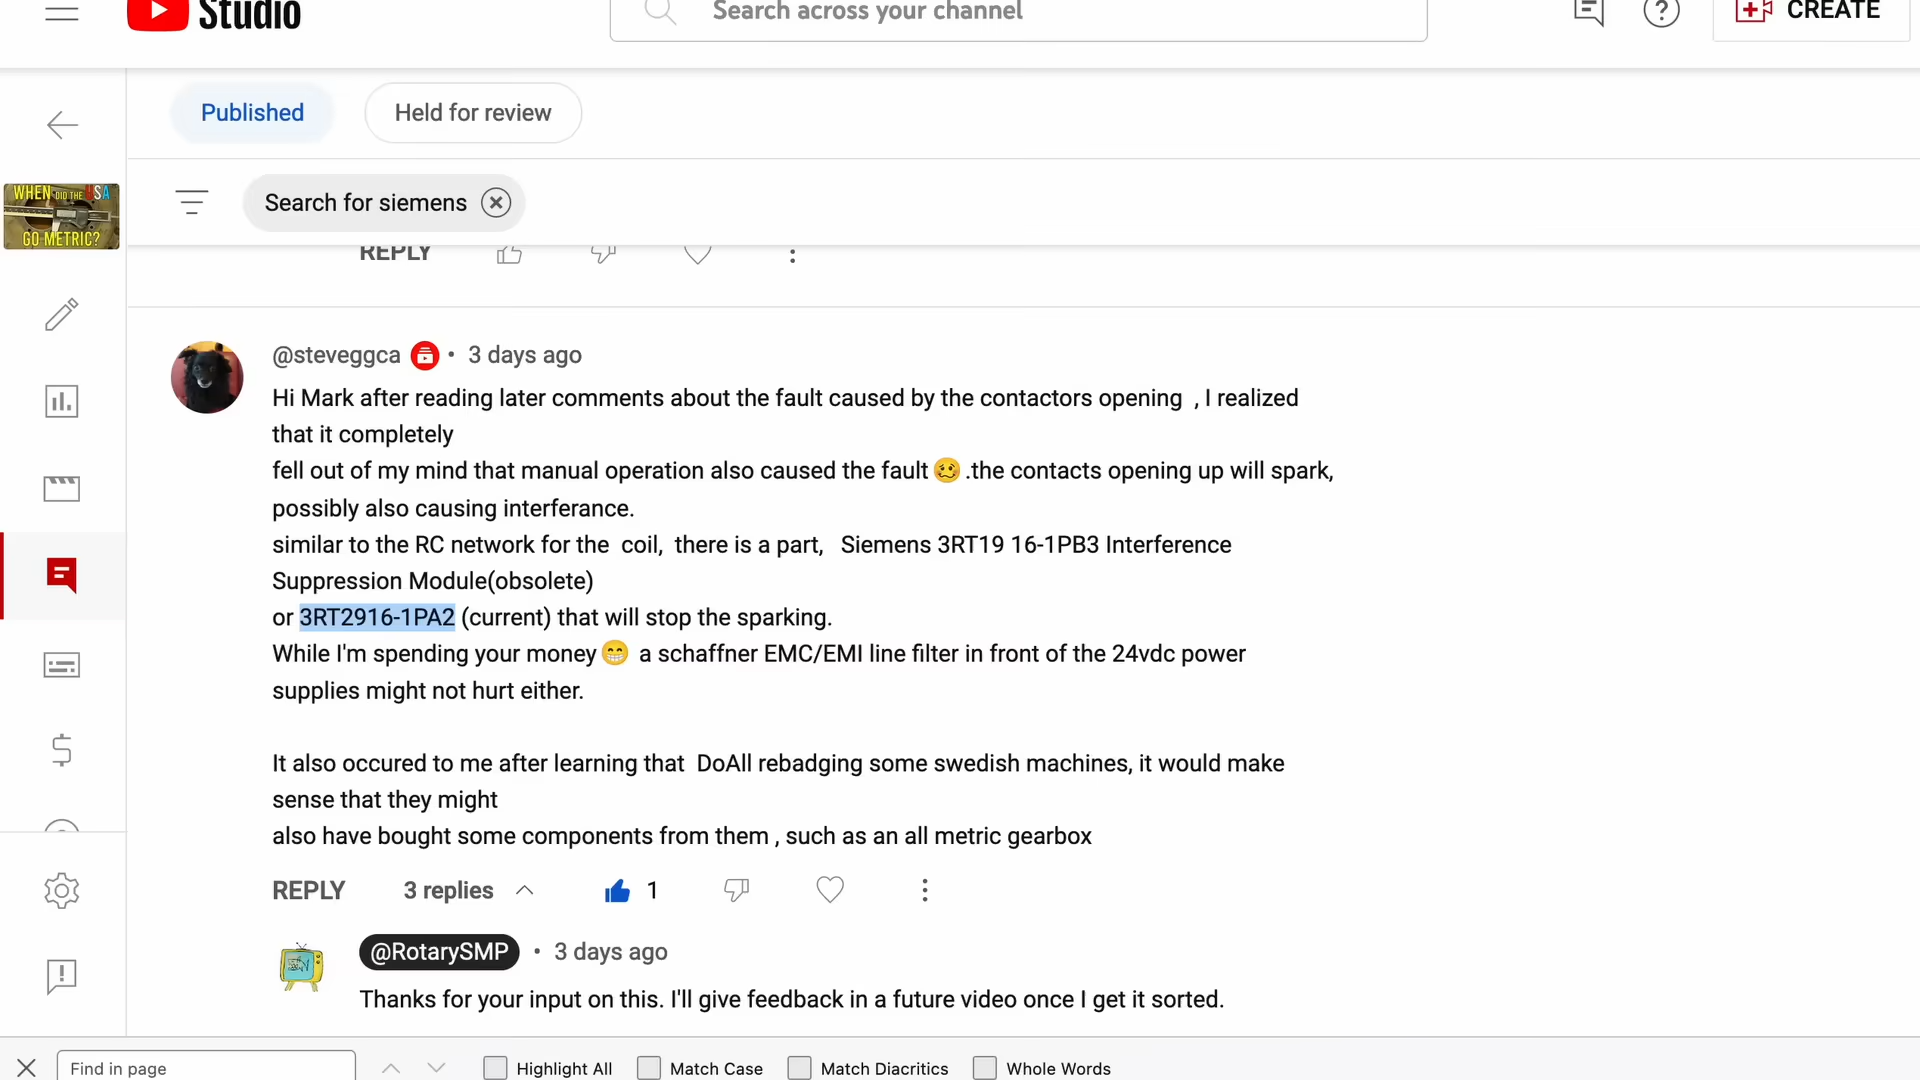 Studio
Search across your channel
?
CREATE
Published
Held for review
WHEN DID THE USA
GO METRIC?
Search for siemens
REPLY
@steveggca • 3 days ago
Hi Mark after reading later comments about the fault caused by the contactors opening , I realized
that it completely
fell out of my mind that manual operation also caused the fault🥴.the contacts opening up will spark,
possibly also causing interferance.
similar to the RC network for the coil, there is a part, Siemens 3RT19 16-1PB3 Interference
Suppression Module(obsolete)
or 3RT2916-1PA2 (current) that will stop the sparking.
While I'm spending your money😁 a schaffner EMC/EMI line filter in front of the 24vdc power
supplies might not hurt either.
It also occured to me after learning that DoAll rebadging some swedish machines, it would make
sense that they might
also have bought some components from them , such as an all metric gearbox
REPLY
3 replies
1
@RotarySMP • 3 days ago
Thanks for your input on this. I'll give feedback in a future video once I get it sorted.
Find in page
Highlight All
Match Case
Match Diacritics
Whole Words